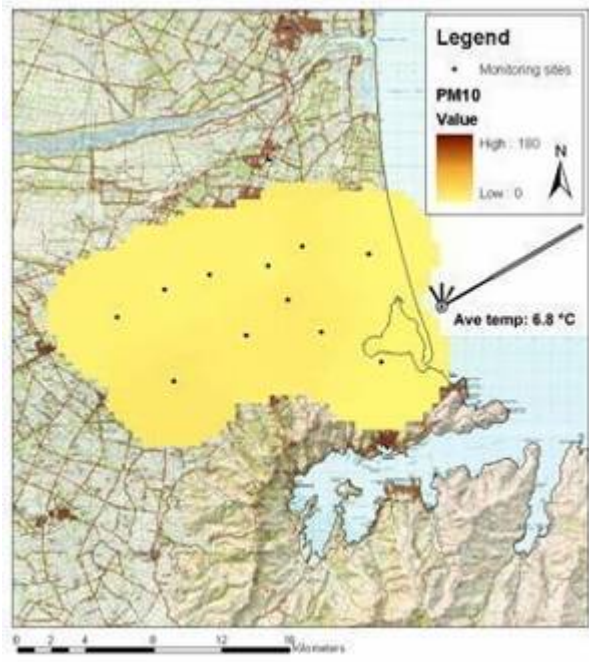 Legend
Monitoring sites
PM10
Value
High : 180
Low : 0
N
Ave temp: 6.8 °C
0 2 4 8 12 16
Kilometers